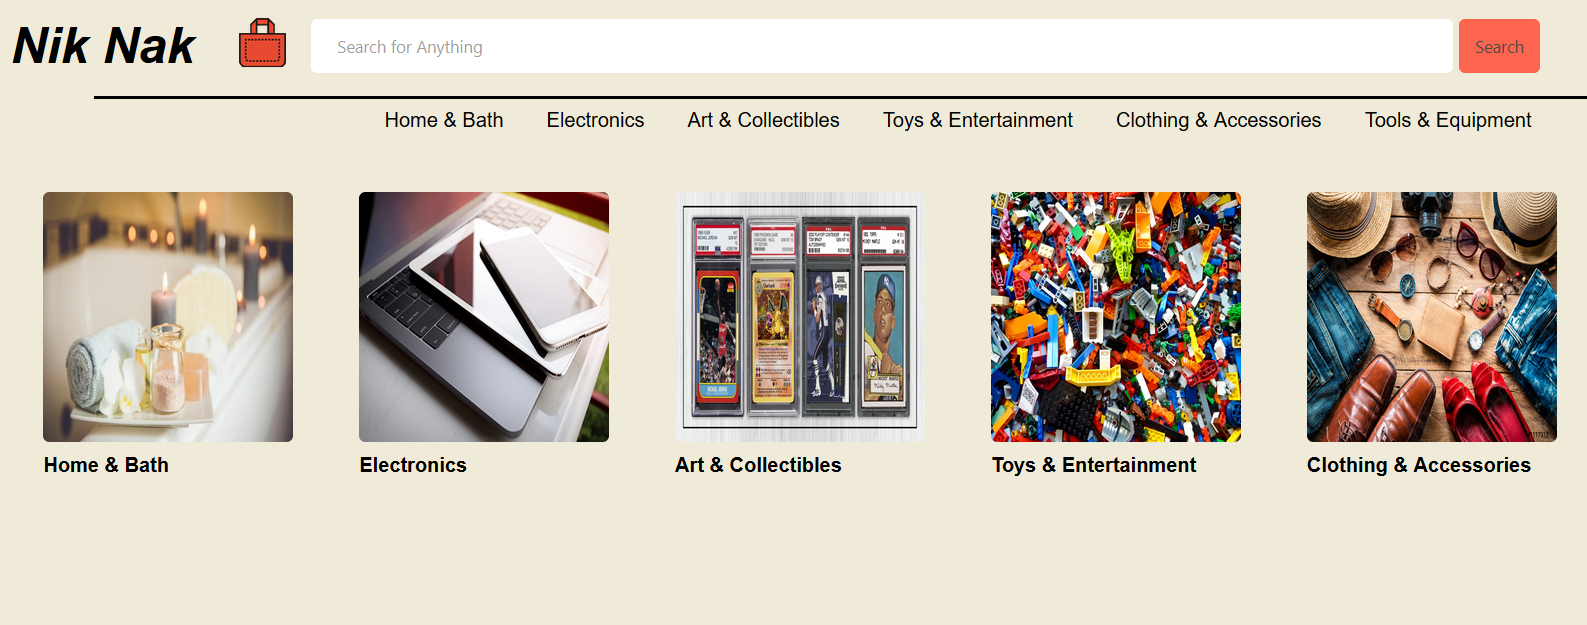 Nik Nak
Search for Anything
Search
Home & Bath
Electronics
Art & Collectibles
Toys & Entertainment
Clothing & Accessories
Tools & Equipment
Home & Bath
Electronics
Art & Collectibles
Toys & Entertainment
Clothing & Accessories